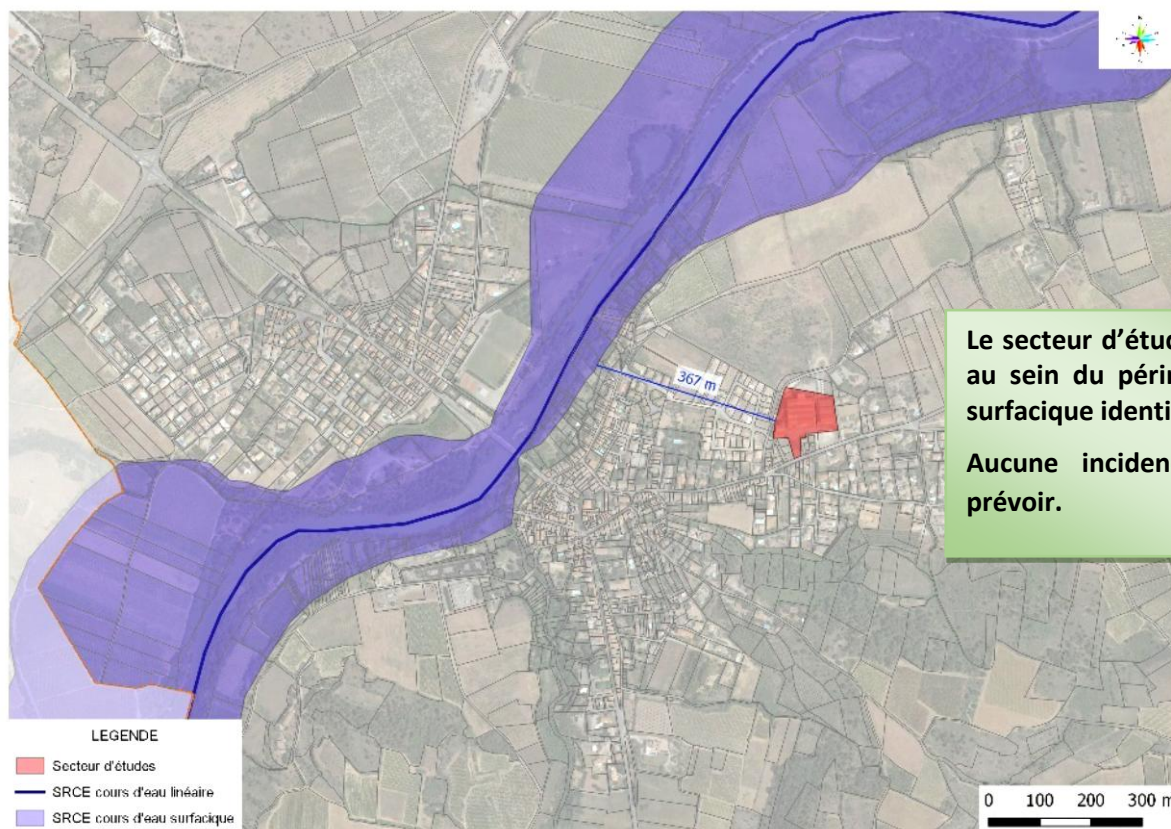 367 m
Le secteur d'étud
au sein du périn
surfacique identi
Aucune inciden
prévoir.
LEGENDE
Secteur d'études
SRCE cours d'eau linéaire
SRCE cours d'eau surfacique
0 100 200 300 m